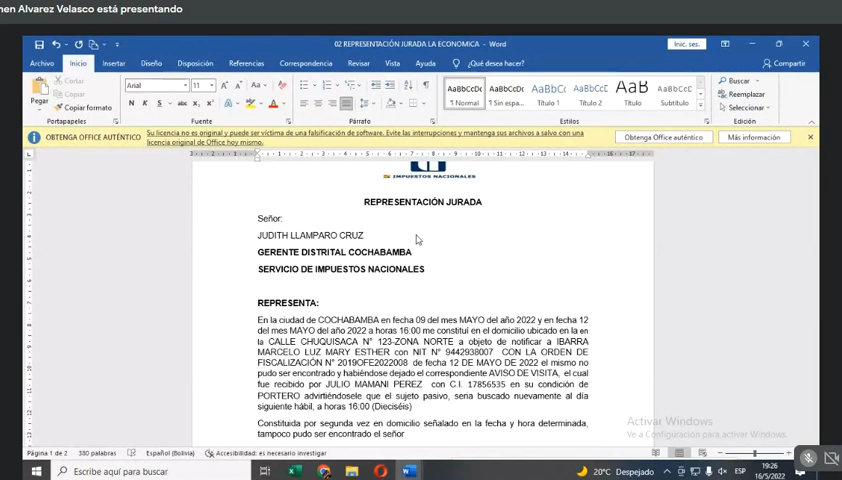 men Alvarez Velasco está presentando
02 REPRESENTACIÓN JURADA LA ECONOMICA - Word
Inic. ses.
Archivo Inicio Insertar Diseño Disposición Referencias Correspondencia Revisar Vista Ayuda ¿Qué desea hacer? Compartir
Pegar
Cortar
Copiar
Copiar formato
Portapapeles
Arial 11
N K S
Fuente
Párrafo
AaBbCcDc AaBbCcDc AaBbCc AaBbCcC AaB AaBbCcD
¶ Normal ¶ Sin espa... Título 1 Título 2 Título Subtítulo
Estilos
Buscar
Reemplazar
Seleccionar
Edición
OBTENGA OFFICE AUTÉNTICO Su licencia no es original y puede ser víctima de una falsificación de software. Evite las interrupciones y mantenga sus archivos a salvo con una
licencia original de Office hoy mismo.
Obtenga Office auténtico Más información
IMPUESTOS NACIONALES
REPRESENTACIÓN JURADA
Señor:
JUDITH LLAMPARO CRUZ
GERENTE DISTRITAL COCHABAMBA
SERVICIO DE IMPUESTOS NACIONALES
REPRESENTA:
En la ciudad de COCHABAMBA en fecha 09 del mes MAYO del año 2022 y en fecha 12
del mes MAYO del año 2022 a horas 16:00 me constituí en el domicilio ubicado en la en
la CALLE CHUQUISACA N° 123-ZONA NORTE a objeto de notificar a IBARRA
MARCELO LUZ MARY ESTHER con NIT N° 9442938007 CON LA ORDEN DE
FISCALIZACIÓN N° 2019OFE2022008 de fecha 12 DE MAYO DE 2022 el mismo no
pudo ser encontrado y habiéndose dejado el correspondiente AVISO DE VISITA, el cual
fue recibido por JULIO MAMANI PEREZ con C.I. 17856535 en su condición de
PORTERO advirtiéndosele que el sujeto pasivo, seria buscado nuevamente al día
siguiente hábil, a horas 16:00 (Dieciséis)
Constituida por segunda vez en domicilio señalado en la fecha y hora determinada,
tampoco pudo ser encontrado el señor
Activar Windows
Ve a Configuración para activar Windows.
Página 1 de 2 380 palabras Español (Bolivia) Accesibilidad: es necesario investigar
Escribe aquí para buscar
20°C Despejado
ESP
19:26
16/5/2022